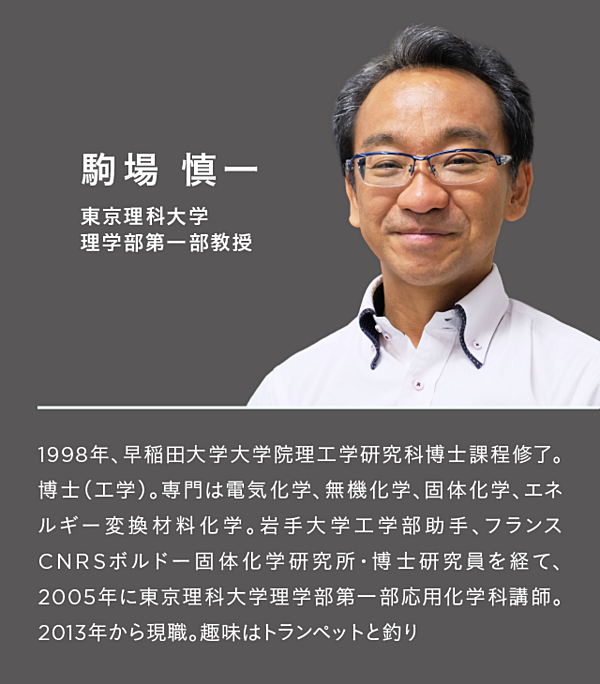 駒場 慎一
東京理科大学
理学部第一部教授
1998年、早稲田大学大学院理工学研究科博士課程修了。
博士（工学）。専門は電気化学、無機化学、固体化学、エネ
ルギー変換材料化学。岩手大学工学部助手、フランス
CNRSボルドー固体化学研究所・博士研究員を経て、
2005年に東京理科大学理学部第一部応用化学科講師。
2013年から現職。趣味はトランペットと釣り